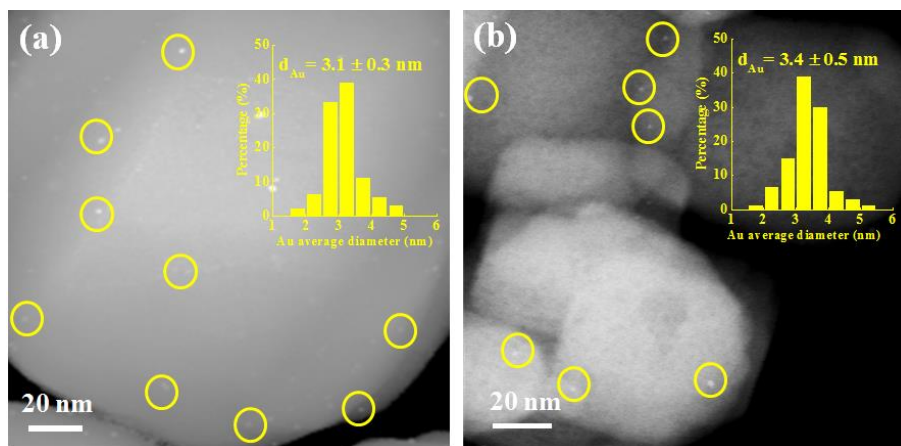 (a)
d_Au = 3.1 ± 0.3 nm
Percentage (%)
50
40
30
20
10
0
1 2 3 4 5 6
Au average diameter (nm)
20 nm
(b)
d_Au = 3.4 ± 0.5 nm
Percentage (%)
50
40
30
20
10
0
1 2 3 4 5 6
Au average diameter (nm)
20 nm